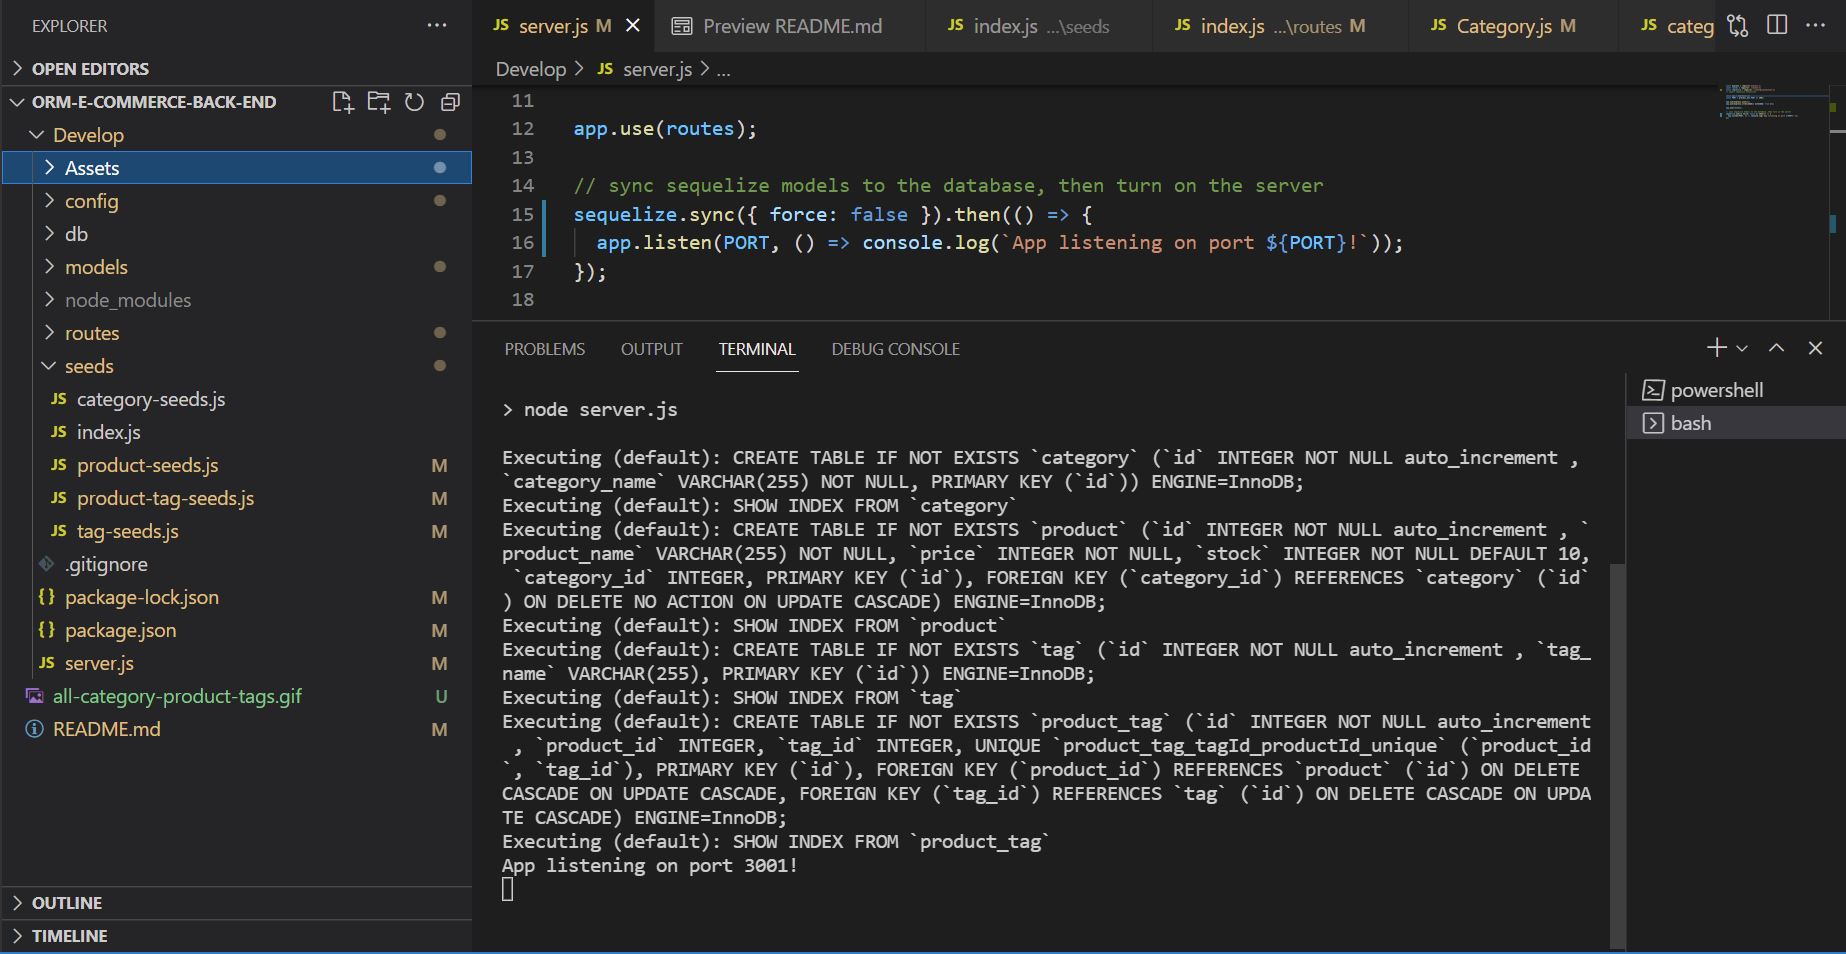 EXPLORER
OPEN EDITORS
ORM-E-COMMERCE-BACK-END
Develop
Assets
config
db
models
node_modules
routes
seeds
JS category-seeds.js
JS index.js
JS product-seeds.js M
JS product-tag-seeds.js M
JS tag-seeds.js M
.gitignore
{} package-lock.json M
{} package.json M
JS server.js M
all-category-product-tags.gif U
README.md M
OUTLINE
TIMELINE
JS server.js M Preview README.md JS index.js ...\seeds JS index.js ...\routes M JS Category.js M JS categ
Develop > JS server.js > ...
11
12 app.use(routes);
13
14 // sync sequelize models to the database, then turn on the server
15 sequelize.sync({ force: false }).then(() => {
16 app.listen(PORT, () => console.log(`App listening on port ${PORT}!`));
17 });
18
PROBLEMS OUTPUT TERMINAL DEBUG CONSOLE
powershell
bash
> node server.js
Executing (default): CREATE TABLE IF NOT EXISTS `category` (`id` INTEGER NOT NULL auto_increment ,
`category_name` VARCHAR(255) NOT NULL, PRIMARY KEY (`id`)) ENGINE=InnoDB;
Executing (default): SHOW INDEX FROM `category`
Executing (default): CREATE TABLE IF NOT EXISTS `product` (`id` INTEGER NOT NULL auto_increment , `
product_name` VARCHAR(255) NOT NULL, `price` INTEGER NOT NULL, `stock` INTEGER NOT NULL DEFAULT 10,
`category_id` INTEGER, PRIMARY KEY (`id`), FOREIGN KEY (`category_id`) REFERENCES `category` (`id`
) ON DELETE NO ACTION ON UPDATE CASCADE) ENGINE=InnoDB;
Executing (default): SHOW INDEX FROM `product`
Executing (default): CREATE TABLE IF NOT EXISTS `tag` (`id` INTEGER NOT NULL auto_increment , `tag_
name` VARCHAR(255), PRIMARY KEY (`id`)) ENGINE=InnoDB;
Executing (default): SHOW INDEX FROM `tag`
Executing (default): CREATE TABLE IF NOT EXISTS `product_tag` (`id` INTEGER NOT NULL auto_increment
, `product_id` INTEGER, `tag_id` INTEGER, UNIQUE `product_tag_tagId_productId_unique` (`product_id
`, `tag_id`), PRIMARY KEY (`id`), FOREIGN KEY (`product_id`) REFERENCES `product` (`id`) ON DELETE
CASCADE ON UPDATE CASCADE, FOREIGN KEY (`tag_id`) REFERENCES `tag` (`id`) ON DELETE CASCADE ON UPDA
TE CASCADE) ENGINE=InnoDB;
Executing (default): SHOW INDEX FROM `product_tag`
App listening on port 3001!